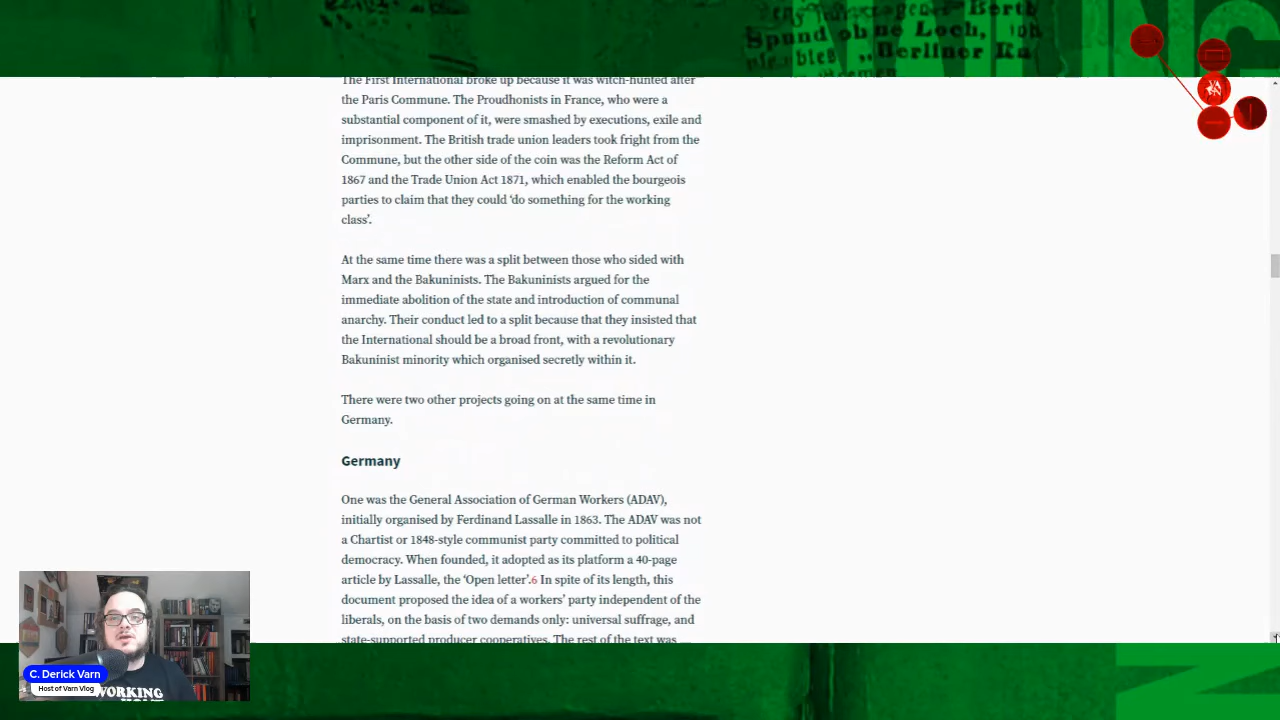 Spund ohne Loch,
Berliner
The First International broke up because it was witch-hunted after
the Paris Commune. The Proudhonists in France, who were a
substantial component of it, were smashed by executions, exile and
imprisonment. The British trade union leaders took fright from the
Commune, but the other side of the coin was the Reform Act of
1867 and the Trade Union Act 1871, which enabled the bourgeois
parties to claim that they could ‘do something for the working
class’.
At the same time there was a split between those who sided with
Marx and the Bakuninists. The Bakuninists argued for the
immediate abolition of the state and introduction of communal
anarchy. Their conduct led to a split because that they insisted that
the International should be a broad front, with a revolutionary
Bakuninist minority which organised secretly within it.
There were two other projects going on at the same time in
Germany.
Germany
One was the General Association of German Workers (ADAV),
initially organised by Ferdinand Lassalle in 1863. The ADAV was not
a Chartist or 1848-style communist party committed to political
democracy. When founded, it adopted as its platform a 40-page
article by Lassalle, the ‘Open letter’.6 In spite of its length, this
document proposed the idea of a workers’ party independent of the
liberals, on the basis of two demands only: universal suffrage, and
state-supported producer cooperatives. The rest of the text was
C. Derick Varn
Host of Varn Vlog
WORKING